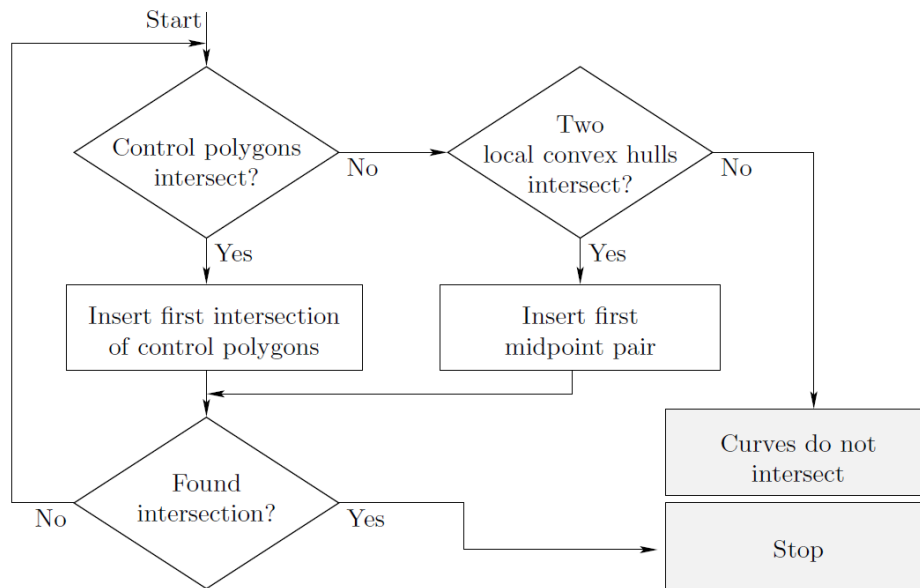 Start
Control polygons
intersect?
No
Two
local convex hulls
intersect?
No
Yes
Yes
Insert first intersection
of control polygons
Insert first
midpoint pair
Curves do not
intersect
Found
intersection?
No
Yes
Stop